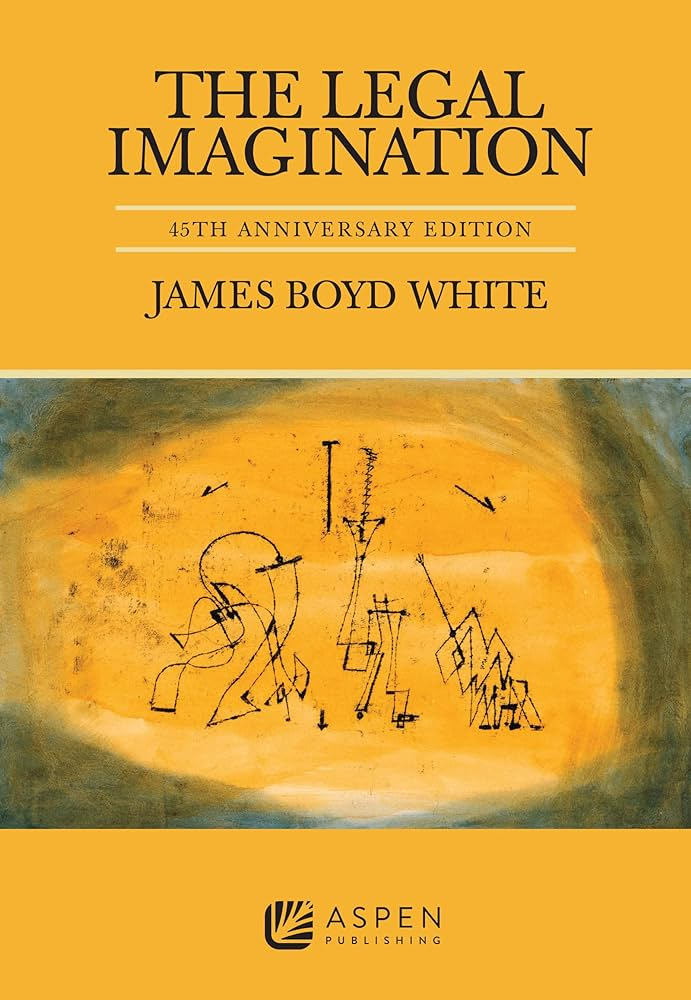 THE LEGAL
IMAGINATION
45TH ANNIVERSARY EDITION
JAMES BOYD WHITE
ASPEN
PUBLISHING